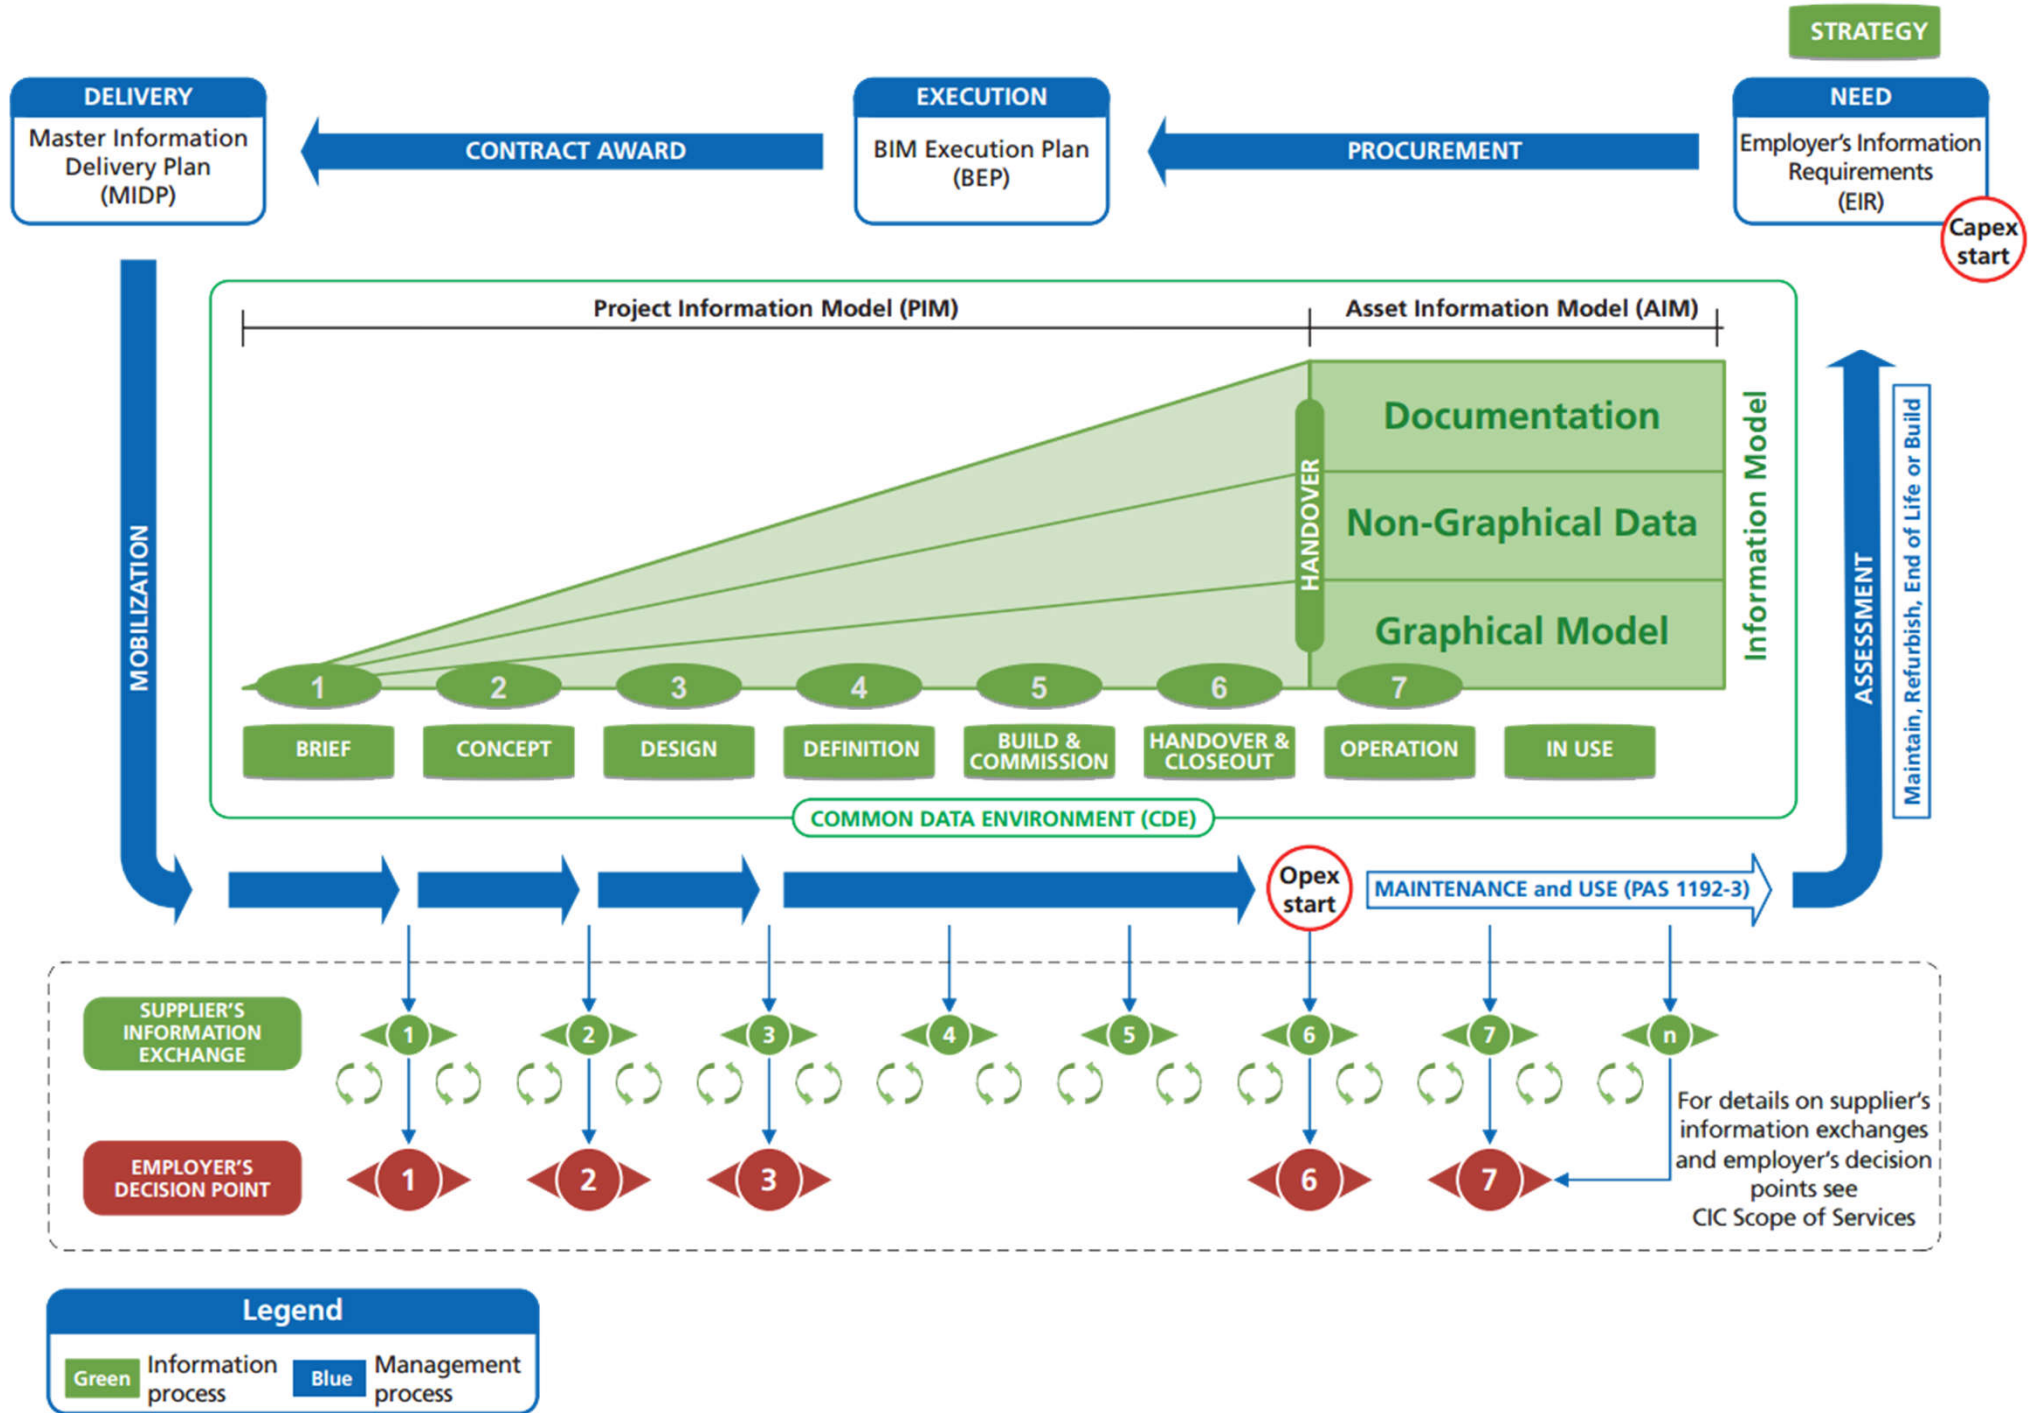 STRATEGY
DELIVERY
Master Information
Delivery Plan
(MIDP)
CONTRACT AWARD
EXECUTION
BIM Execution Plan
(BEP)
PROCUREMENT
NEED
Employer's Information
Requirements
(EIR)
Capex
start
MOBILIZATION
Project Information Model (PIM)
Asset Information Model (AIM)
Documentation
Non-Graphical Data
Graphical Model
HANDOVER
Information Model
ASSESSMENT
Maintain, Refurbish, End of Life or Build
1 2 3 4 5 6 7
BRIEF
CONCEPT
DESIGN
DEFINITION
BUILD &
COMMISSION
HANDOVER &
CLOSEOUT
OPERATION
IN USE
COMMON DATA ENVIRONMENT (CDE)
Opex
start
MAINTENANCE and USE (PAS 1192-3)
SUPPLIER'S
INFORMATION
EXCHANGE
1 2 3 4 5 6 7 n
EMPLOYER'S
DECISION POINT
1 2 3 6 7
For details on supplier's
information exchanges
and employer's decision
points see
CIC Scope of Services
Legend
Green
Information
process
Blue
Management
process